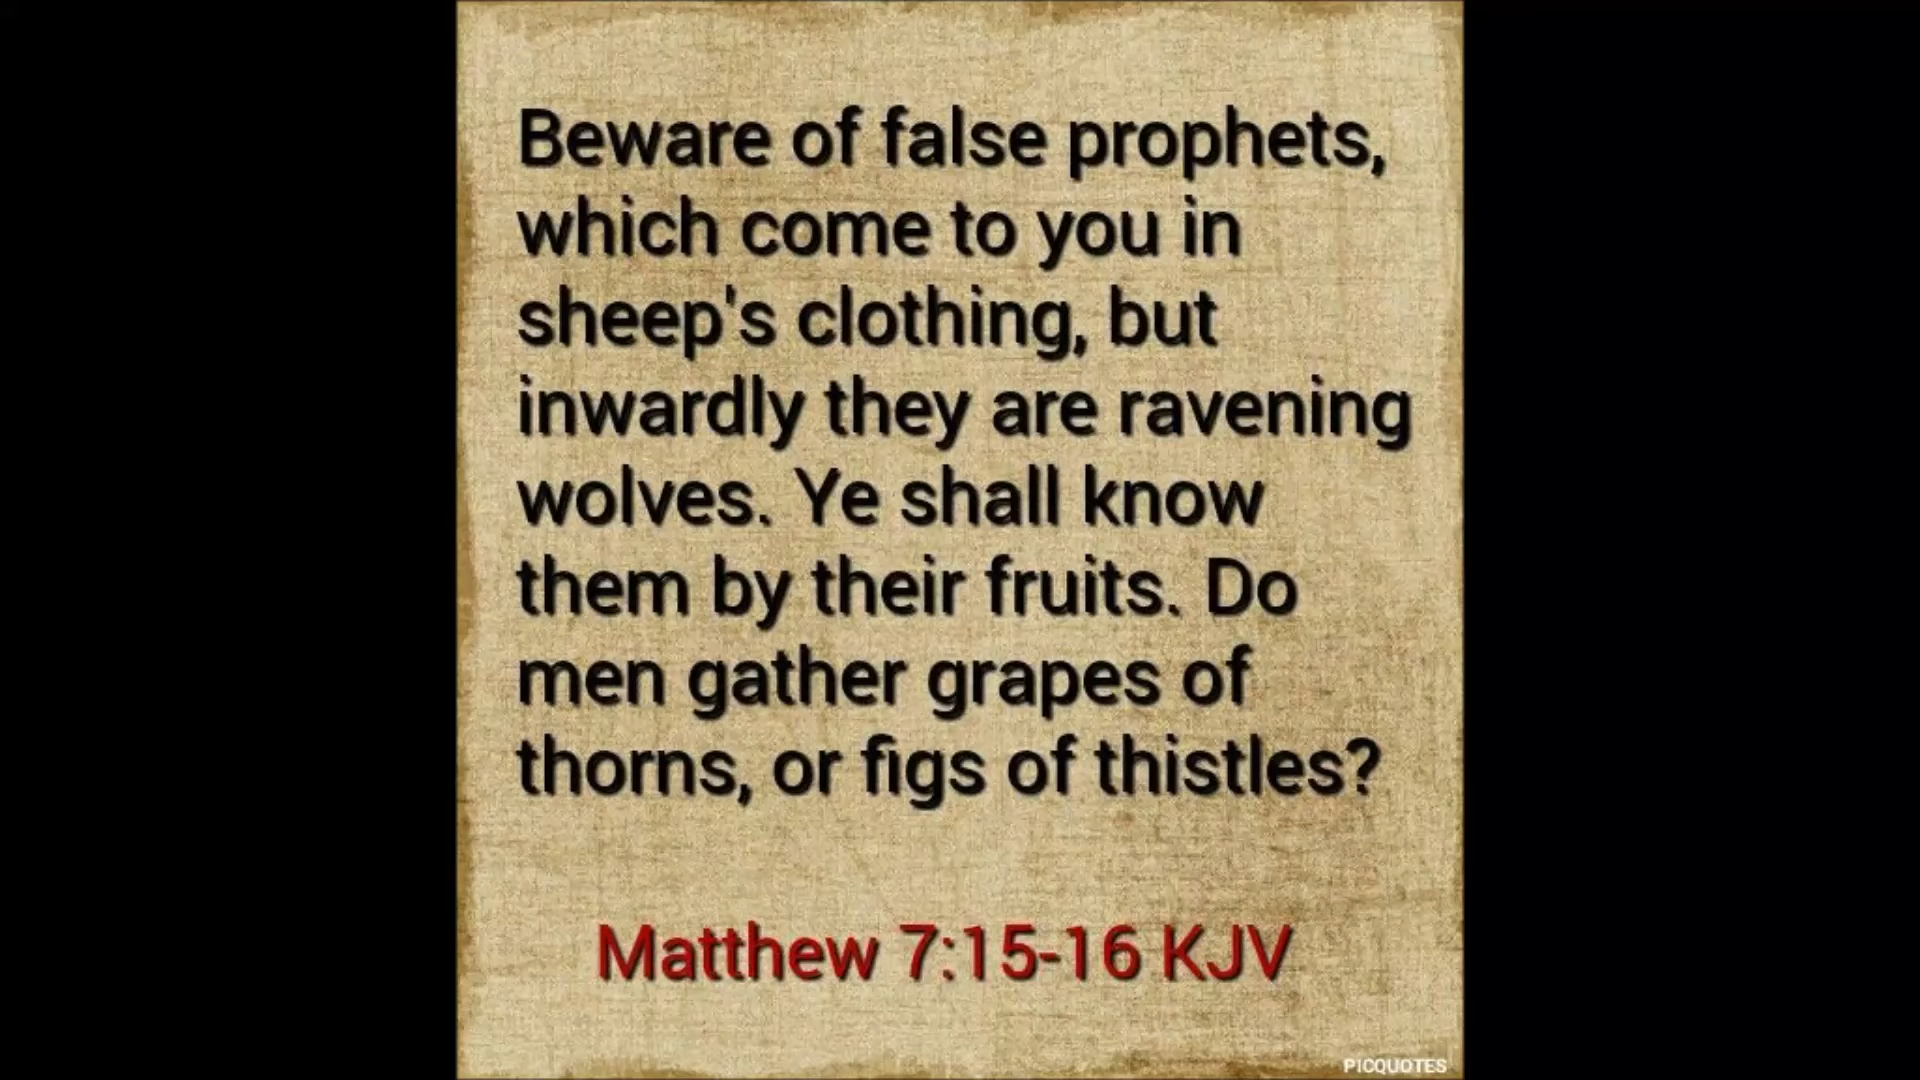 Beware of false prophets,
which come to you in
sheep's clothing, but
inwardly they are ravening
wolves. Ye shall know
them by their fruits. Do
men gather grapes of
thorns, or figs of thistles?
Matthew 7:15-16 KJV
PICQUOTES